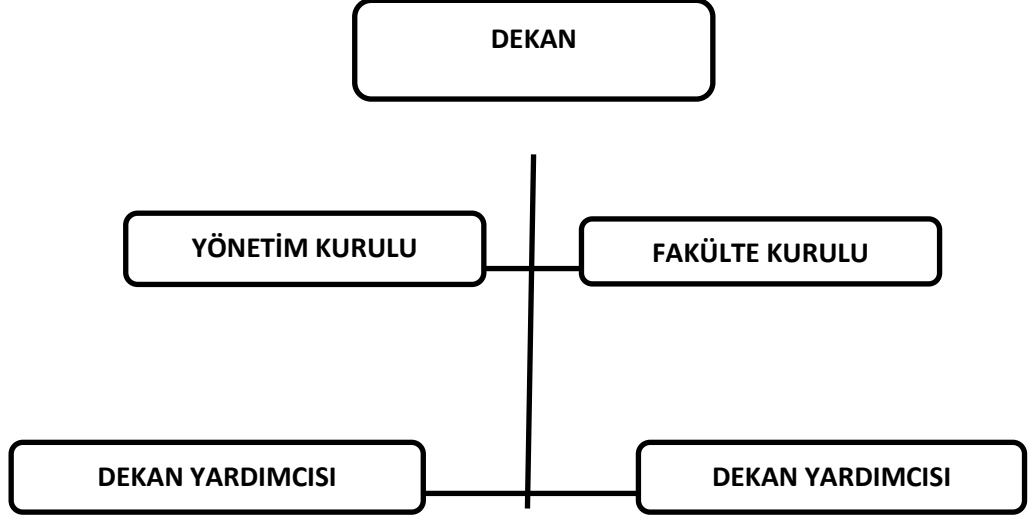 DEKAN
YÖNETİM KURULU
FAKÜLTE KURULU
DEKAN YARDIMCISI
DEKAN YARDIMCISI